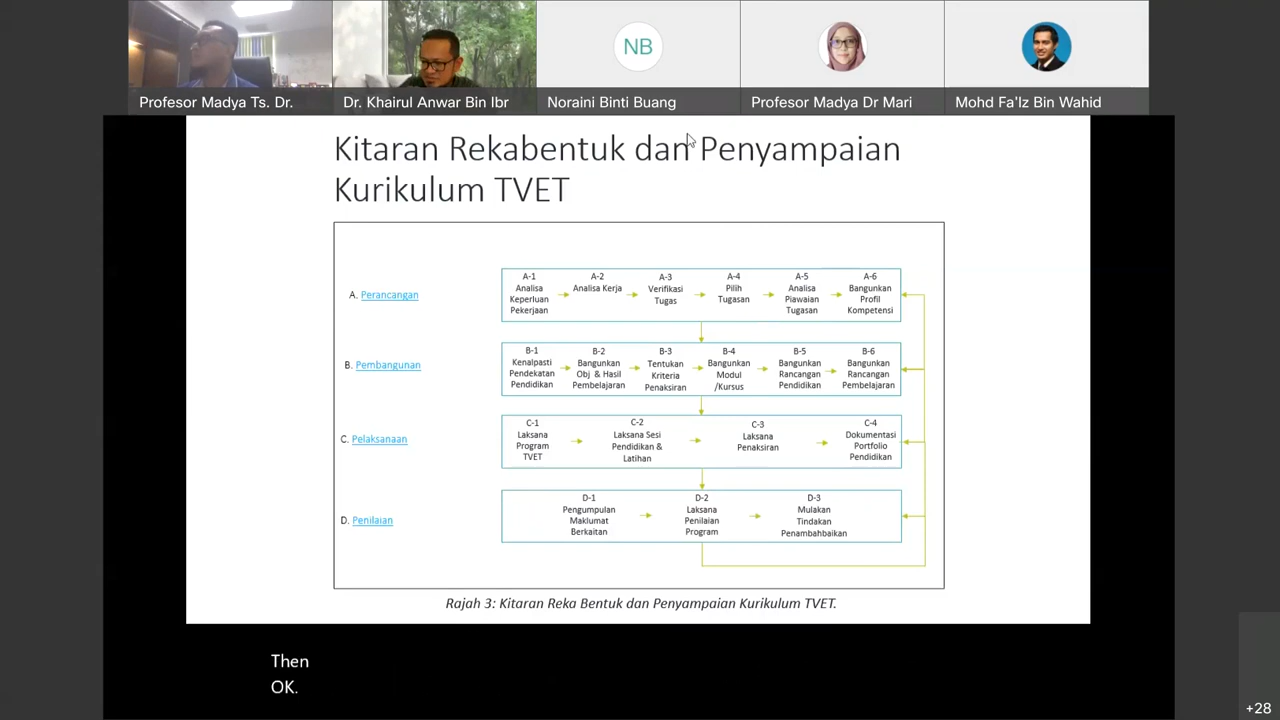 NB
Profesor Madya Ts. Dr.
Dr. Khairul Anwar Bin Ibr
Noraini Binti Buang
Profesor Madya Dr Mari
Mohd Fa'Iz Bin Wahid
Kitaran Rekabentuk dan Penyampaian
Kurikulum TVET
A. Perancangan
A-1
Analisa
Keperluan
Pekerjaan
A-2
Analisa Kerja
A-3
Verifikasi
Tugas
A-4
Pilih
Tugasan
A-5
Analisa
Piawaian
Tugasan
A-6
Bangunkan
Profil
Kompetensi
B. Pembangunan
B-1
Kenalpasti
Pendekatan
Pendidikan
B-2
Bangunkan
Obj & Hasil
Pembelajaran
B-3
Tentukan
Kriteria
Penaksiran
B-4
Bangunkan
Modul
/Kursus
B-5
Bangunkan
Rancangan
Pendidikan
B-6
Bangunkan
Rancangan
Pembelajaran
C. Pelaksanaan
C-1
Laksana
Program
TVET
C-2
Laksana Sesi
Pendidikan &
Latihan
C-3
Laksana
Penaksiran
C-4
Dokumentasi
Portfolio
Pendidikan
D. Penilaian
D-1
Pengumpulan
Maklumat
Berkaitan
D-2
Laksana
Penilaian
Program
D-3
Mulakan
Tindakan
Penambahbaikan
Rajah 3: Kitaran Reka Bentuk dan Penyampaian Kurikulum TVET.
Then
OK.
+28